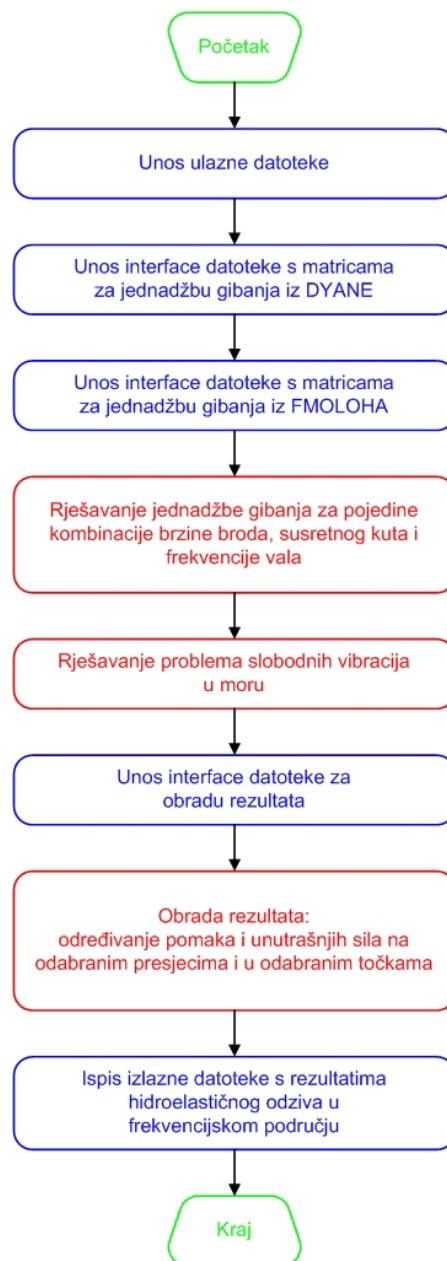 Početak
Unos ulazne datoteke
Unos interface datoteke s matricama
za jednadžbu gibanja iz DYANE
Unos interface datoteke s matricama
za jednadžbu gibanja iz FMOLOHA
Rješavanje jednadžbe gibanja za pojedine
kombinacije brzine broda, susretnog kuta i
frekvencije vala
Rješavanje problema slobodnih vibracija
u moru
Unos interface datoteke za
obradu rezultata
Obrada rezultata:
određivanje pomaka i unutrašnjih sila na
odabranim presjecima i u odabranim točkama
Ispis izlazne datoteke s rezultatima
hidroelastičnog odziva u
frekvencijskom području
Kraj